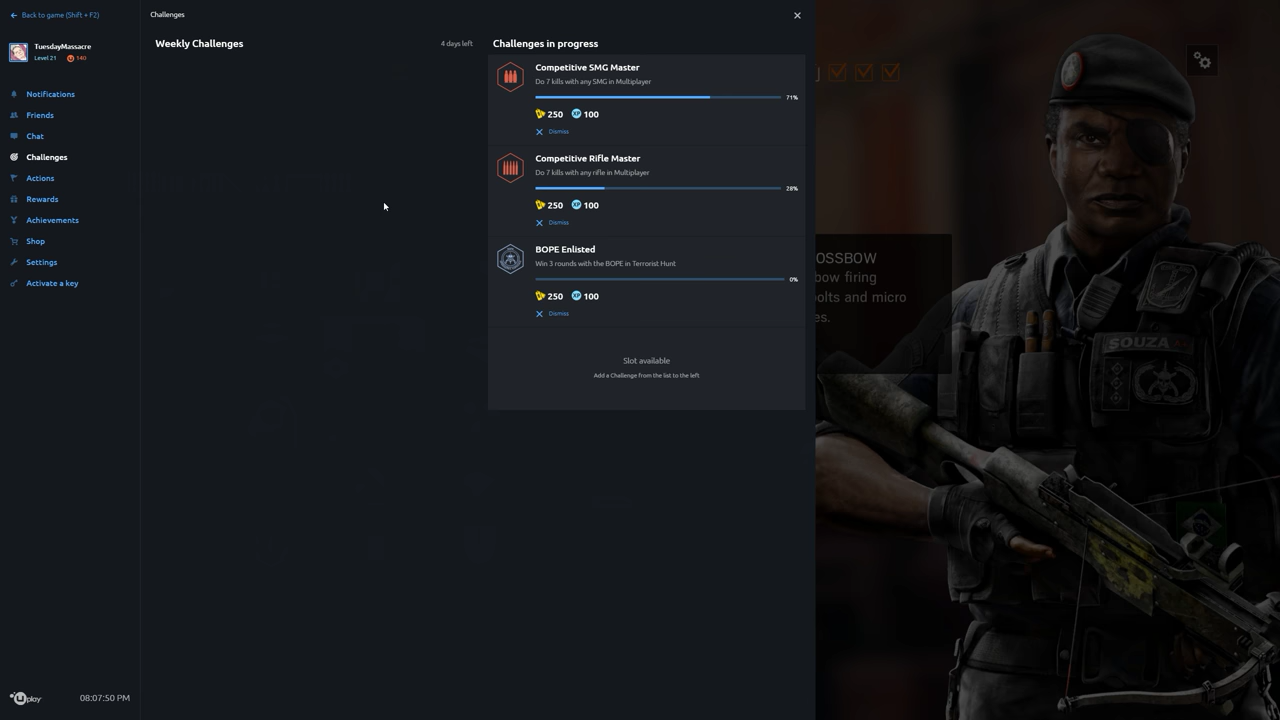 Back to game (Shift + F2)
TuesdayMassacre
Level 21 140
Notifications
Friends
Chat
Challenges
Actions
Rewards
Achievements
Shop
Settings
Activate a key
uplay
08:07:50 PM
Challenges
Weekly Challenges
4 days left
Challenges in progress
Competitive SMG Master
Do 7 kills with any SMG in Multiplayer
71%
250 XP 100
Dismiss
Competitive Rifle Master
Do 7 kills with any rifle in Multiplayer
28%
250 XP 100
Dismiss
BOPE Enlisted
Win 3 rounds with the BOPE in Terrorist Hunt
0%
250 XP 100
Dismiss
Slot available
Add a Challenge from the list to the left
OSSBOW
bow firing
olts and micro
es.
SOUZA